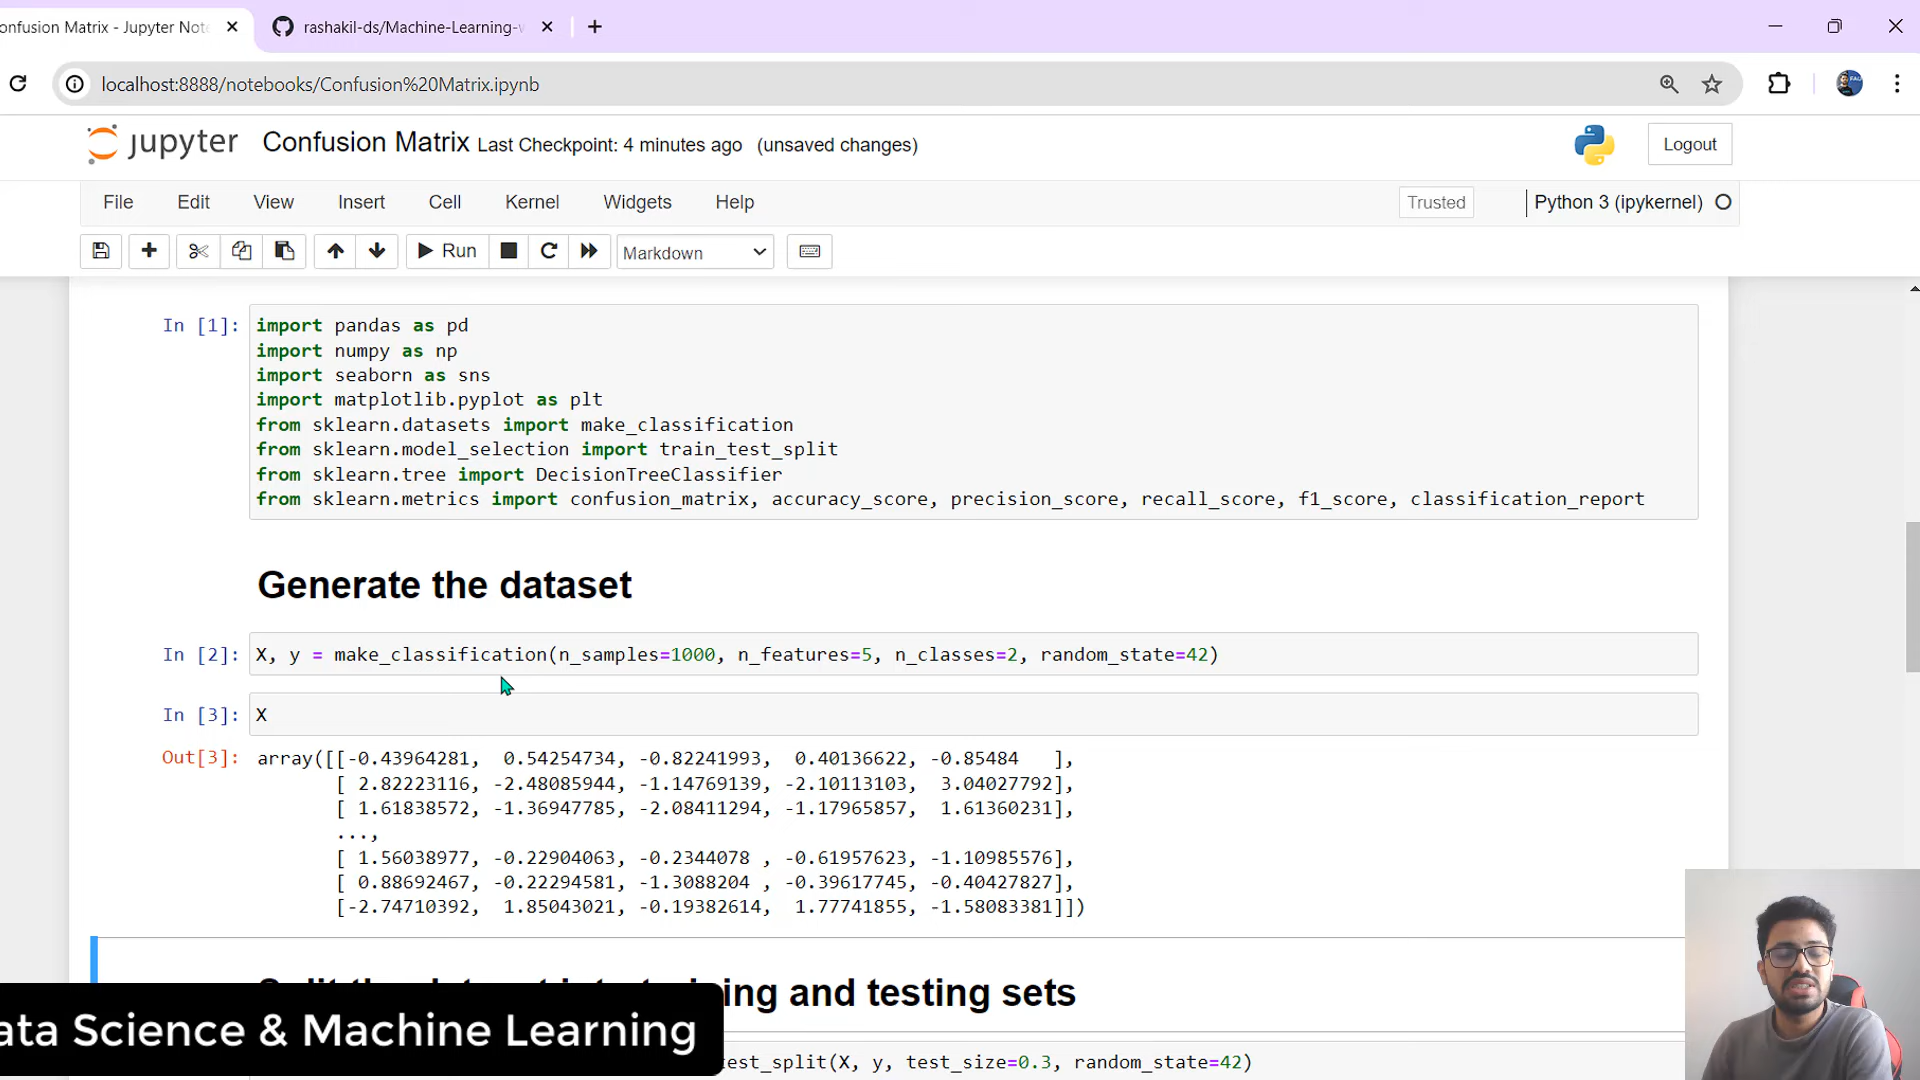 onfusion Matrix - Jupyter Note
rashakil-ds/Machine-Learning-w
localhost:8888/notebooks/Confusion%20Matrix.ipynb
jupyter Confusion Matrix Last Checkpoint: 4 minutes ago (unsaved changes)
Logout
File Edit View Insert Cell Kernel Widgets Help
Trusted
Python 3 (ipykernel)
Run
Markdown
In [1]: import pandas as pd
import numpy as np
import seaborn as sns
import matplotlib.pyplot as plt
from sklearn.datasets import make_classification
from sklearn.model_selection import train_test_split
from sklearn.tree import DecisionTreeClassifier
from sklearn.metrics import confusion_matrix, accuracy_score, precision_score, recall_score, f1_score, classification_report
Generate the dataset
In [2]: X, y = make_classification(n_samples=1000, n_features=5, n_classes=2, random_state=42)
In [3]: X
Out[3]: array([[-0.43964281, 0.54254734, -0.82241993, 0.40136622, -0.85484 ],
[ 2.82223116, -2.48085944, -1.14769139, -2.10113103, 3.04027792],
[ 1.61838572, -1.36947785, -2.08411294, -1.17965857, 1.61360231],
...,
[ 1.56038977, -0.22904063, -0.2344078 , -0.61957623, -1.10985576],
[ 0.88692467, -0.22294581, -1.3088204 , -0.39617745, -0.40427827],
[-2.74710392, 1.85043021, -0.19382614, 1.77741855, -1.58083381]])
ing and testing sets
ata Science & Machine Learning
test_split(X, y, test_size=0.3, random_state=42)